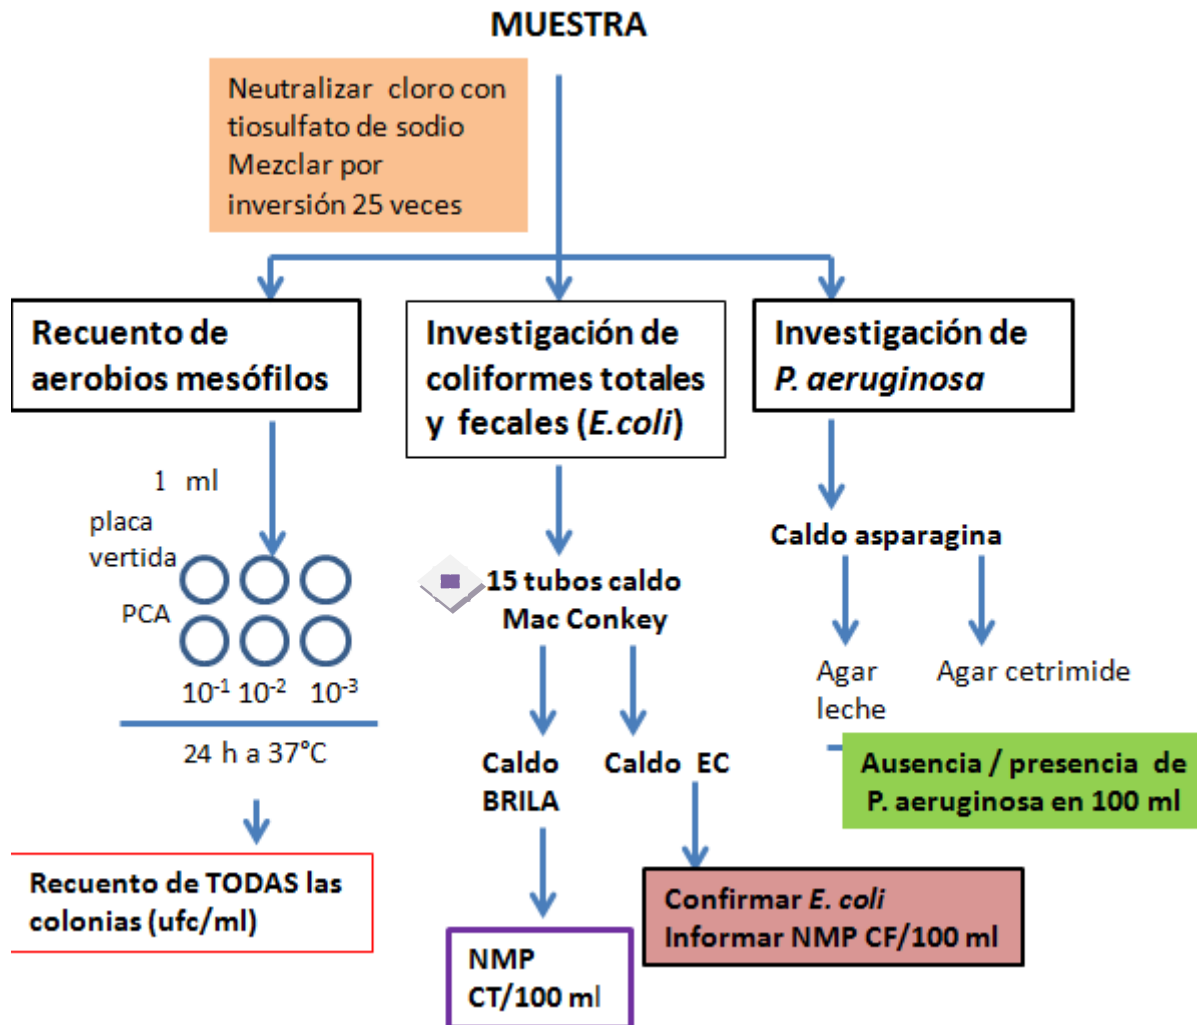 MUESTRA
Neutralizar cloro con
tiosulfato de sodio
Mezclar por
inversión 25 veces
Recuento de
aerobios mesófilos
1 ml
placa
vertida
PCA
10⁻¹ 10⁻² 10⁻³
24 h a 37°C
Recuento de TODAS las
colonias (ufc/ml)
Investigación de
coliformes totales
y fecales (E.coli)
15 tubos caldo
Mac Conkey
Caldo
BRILA
NMP
CT/100 ml
Caldo EC
Confirmar E. coli
Informar NMP CF/100 ml
Investigación de
P. aeruginosa
Caldo asparagina
Agar
leche
Agar cetrimide
Ausencia / presencia de
P. aeruginosa en 100 ml